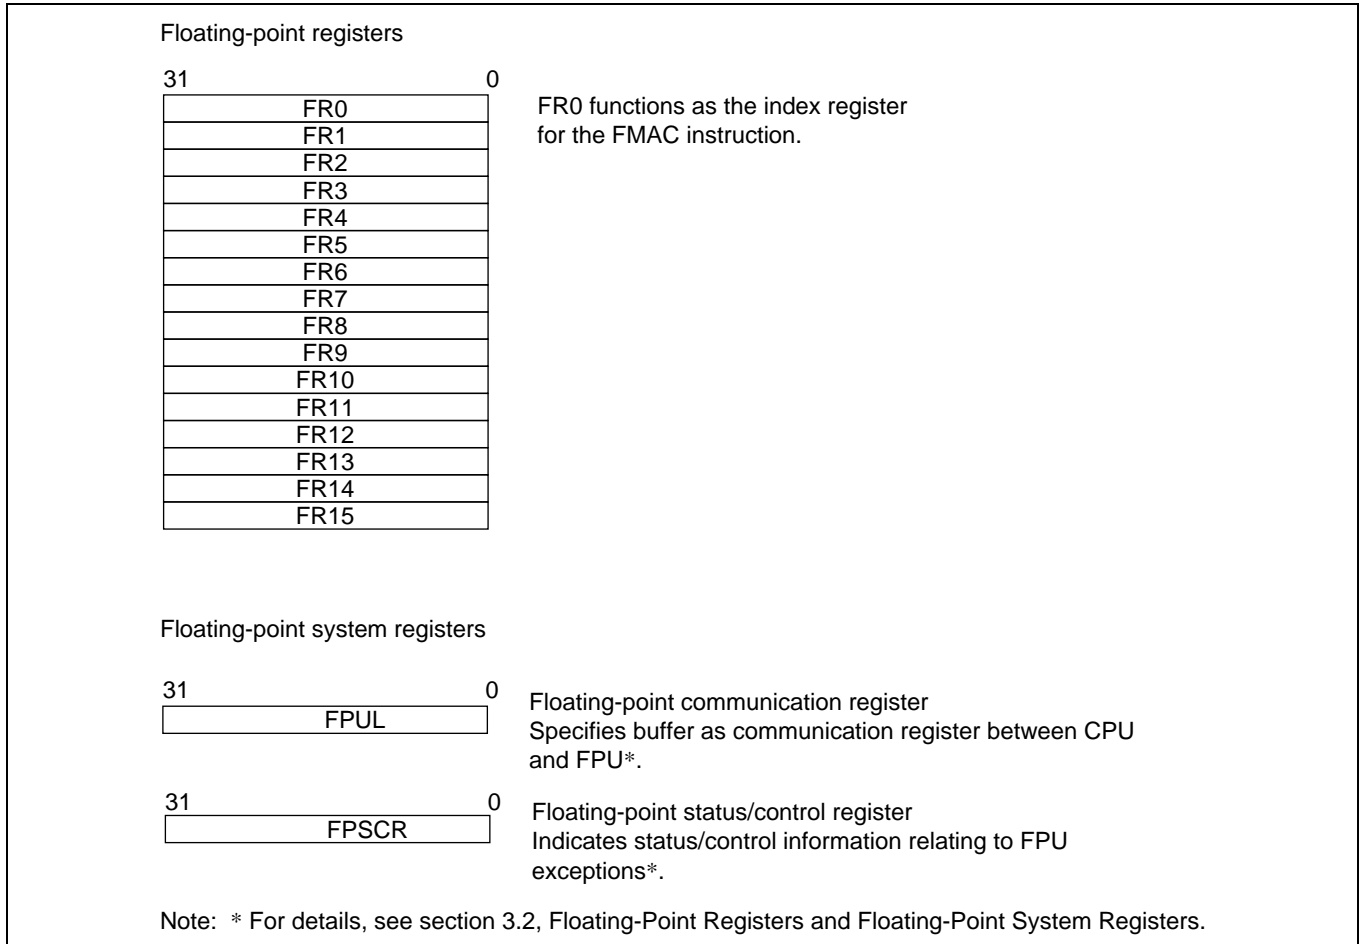 Floating-point registers
31 0
FR0
FR1
FR2
FR3
FR4
FR5
FR6
FR7
FR8
FR9
FR10
FR11
FR12
FR13
FR14
FR15
FR0 functions as the index register
for the FMAC instruction.
Floating-point system registers
31 0
FPUL
Floating-point communication register
Specifies buffer as communication register between CPU
and FPU*.
31 0
FPSCR
Floating-point status/control register
Indicates status/control information relating to FPU
exceptions*.
Note: * For details, see section 3.2, Floating-Point Registers and Floating-Point System Registers.